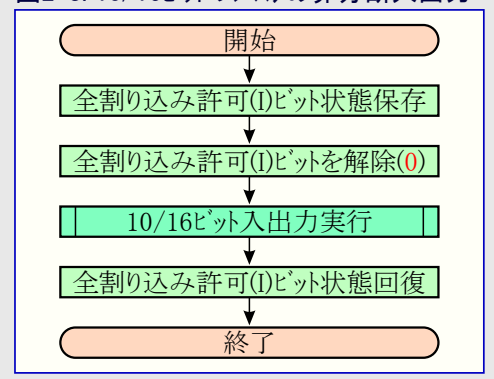 開始
全割り込み許可(I)ビット状態保存
全割り込み許可(I)ビットを解除(0)
10/16ビット入出力実行
全割り込み許可(I)ビット状態回復
終了